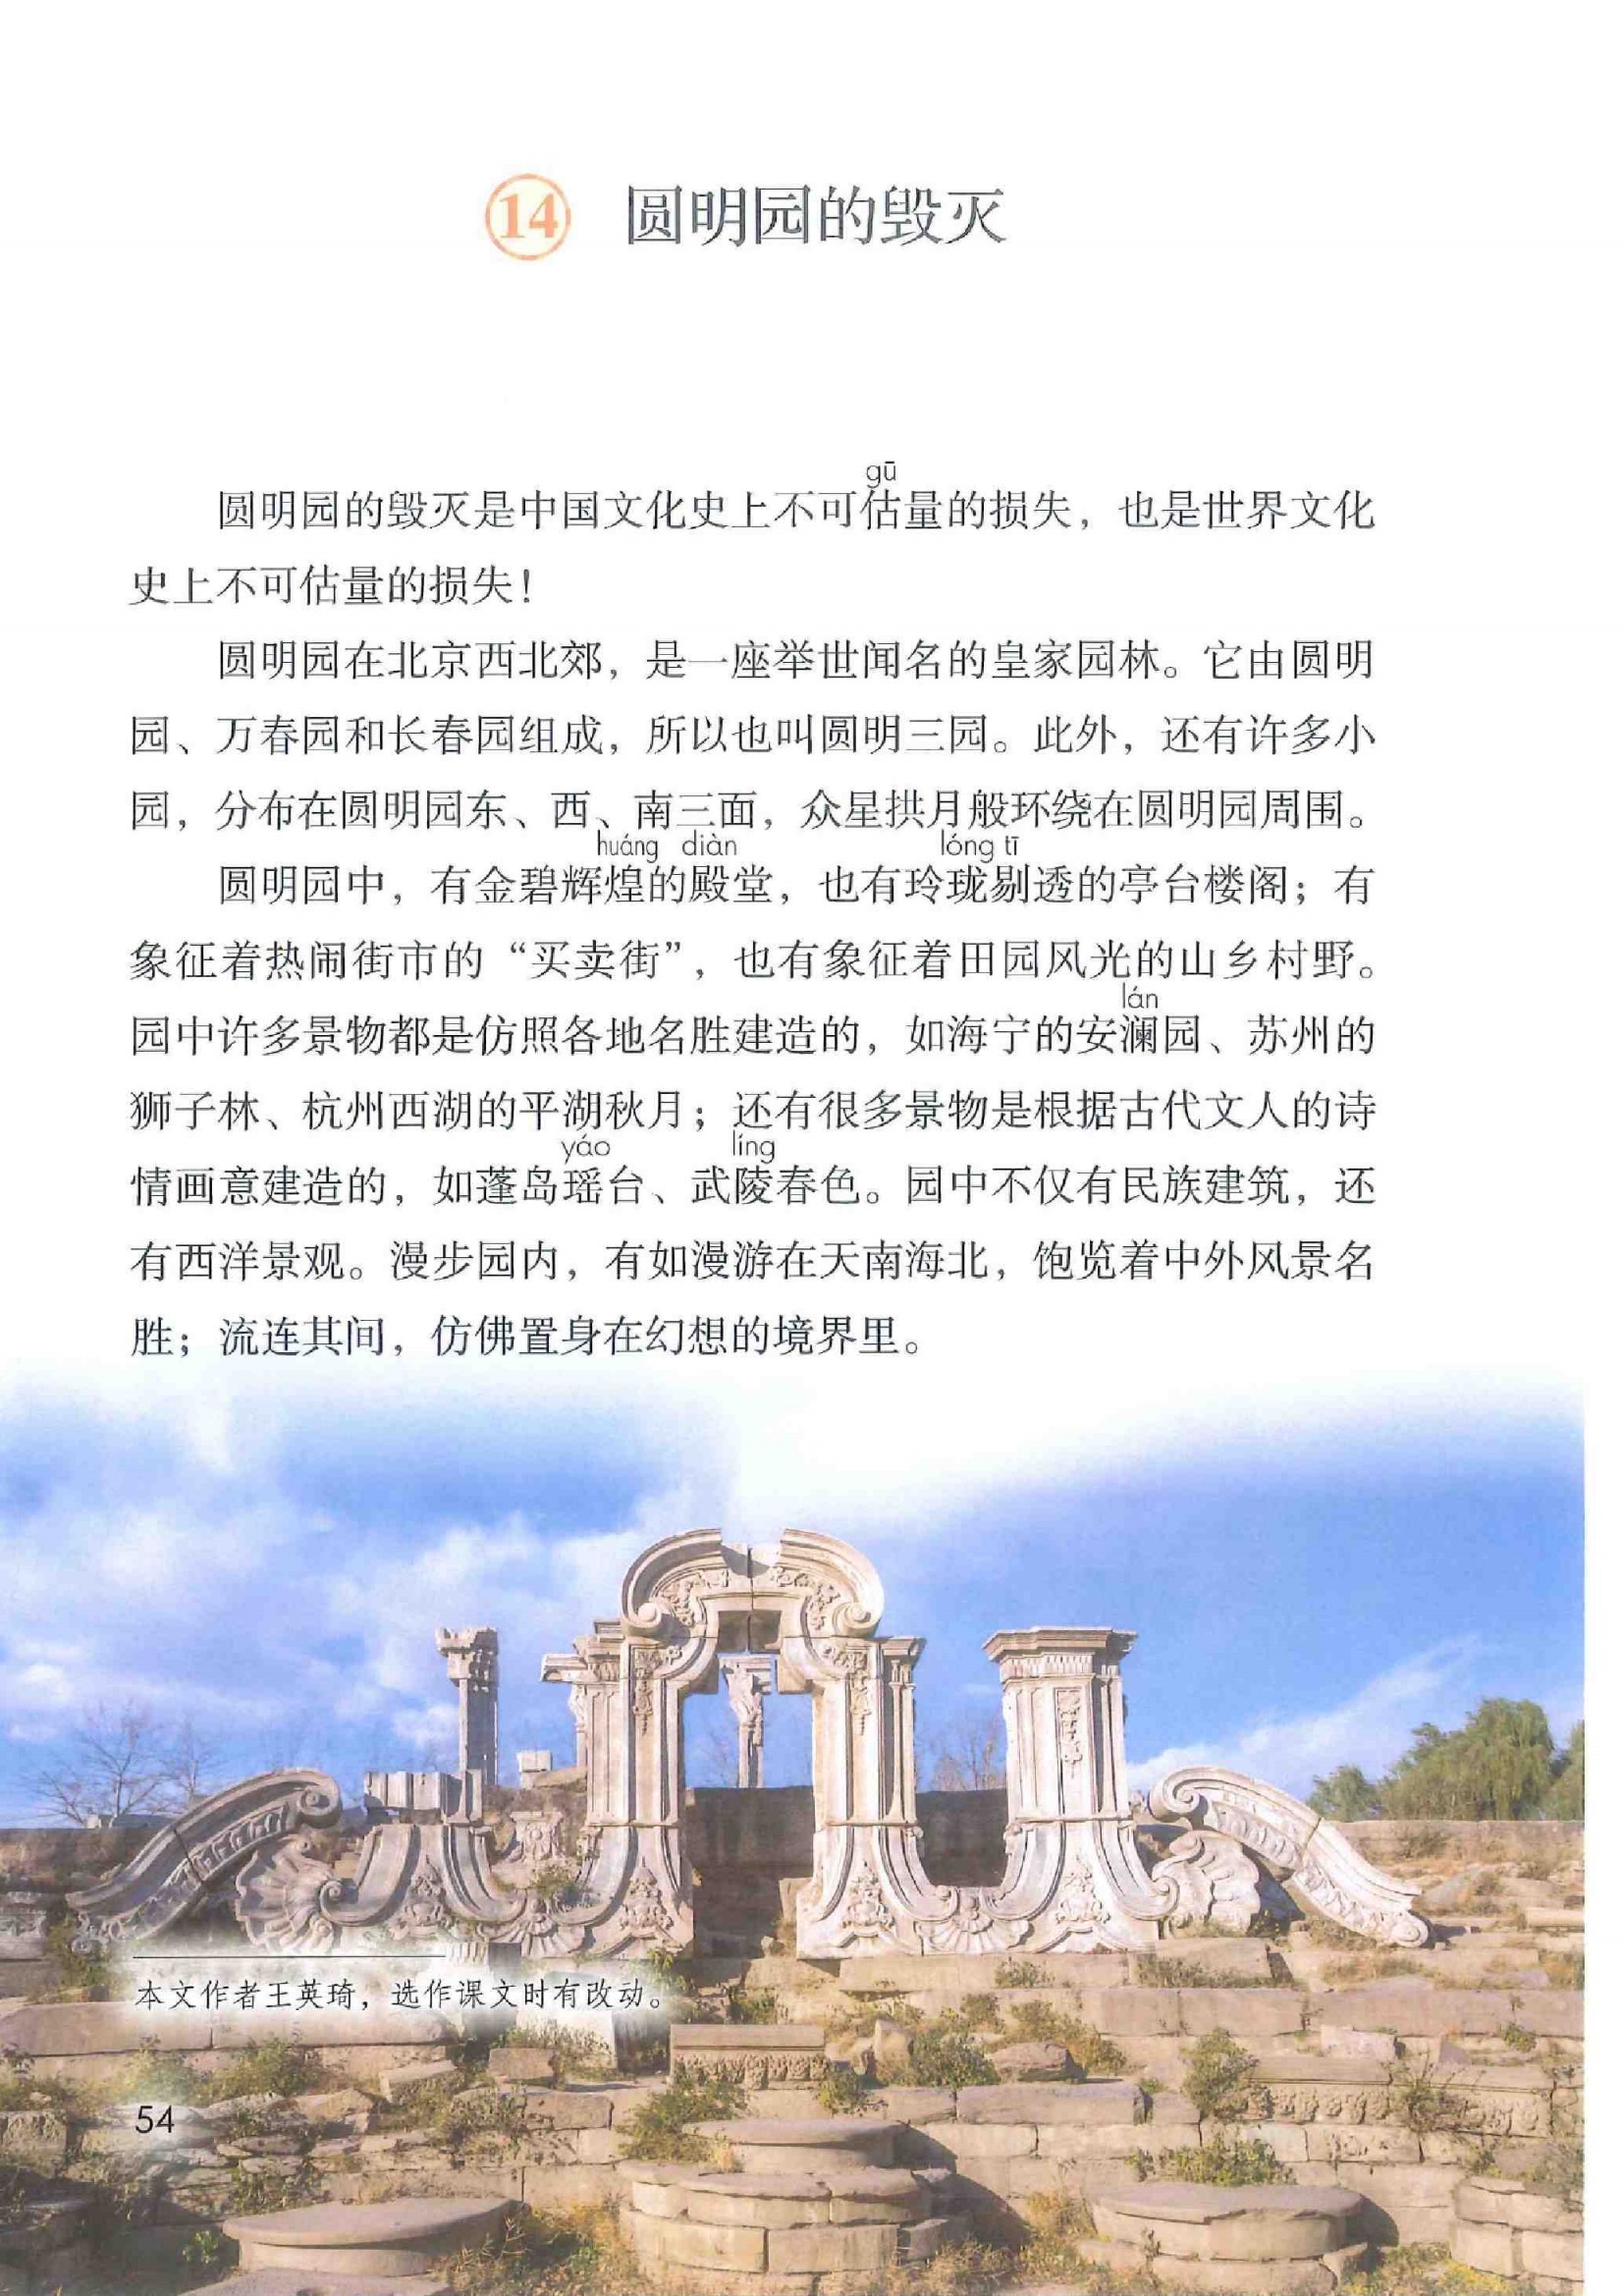 14 圆明园的毁灭
gū
圆明园的毁灭是中国文化史上不可估量的损失，也是世界文化
史上不可估量的损失！
圆明园在北京西北郊，是一座举世闻名的皇家园林。它由圆明
园、万春园和长春园组成，所以也叫圆明三园。此外，还有许多小
园，分布在圆明园东、西、南三面，众星拱月般环绕在圆明园周围。
huáng diàn lóng tī
圆明园中，有金碧辉煌的殿堂，也有玲珑剔透的亭台楼阁；有
象征着热闹街市的“买卖街”，也有象征着田园风光的山乡村野。
lán
园中许多景物都是仿照各地名胜建造的，如海宁的安澜园、苏州的
狮子林、杭州西湖的平湖秋月；还有很多景物是根据古代文人的诗
yáo líng
情画意建造的，如蓬岛瑶台、武陵春色。园中不仅有民族建筑，还
有西洋景观。漫步园内，有如漫游在天南海北，饱览着中外风景名
胜；流连其间，仿佛置身在幻想的境界里。
本文作者王英琦，选作课文时有改动。
54